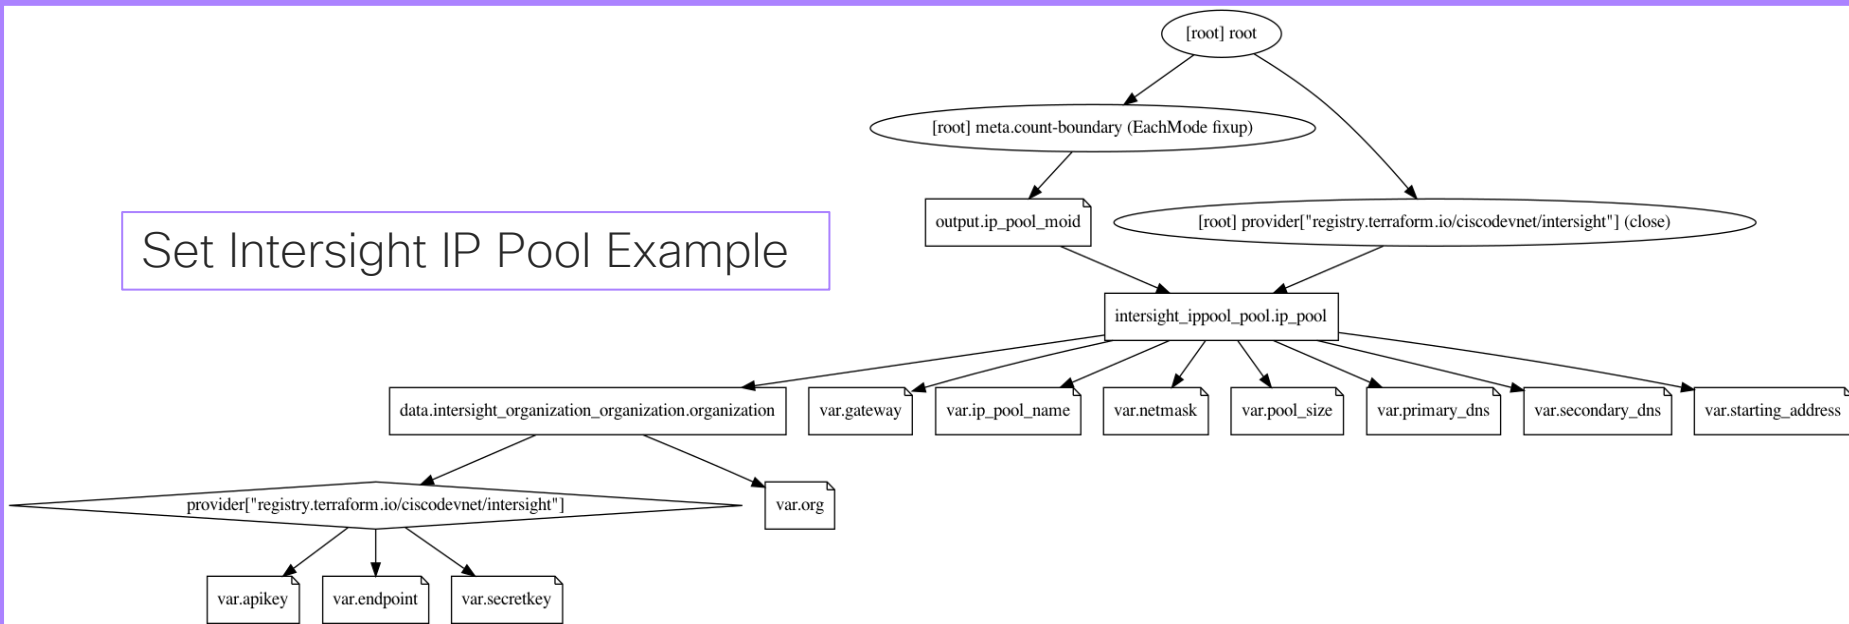 [root] root
[root] meta.count-boundary (EachMode fixup)
output.ip_pool_moid
[root] provider["registry.terraform.io/ciscodevnet/intersight"] (close)
Set Intersight IP Pool Example
intersight_ippool_pool.ip_pool
data.intersight_organization_organization.organization
var.gateway
var.ip_pool_name
var.netmask
var.pool_size
var.primary_dns
var.secondary_dns
var.starting_address
provider["registry.terraform.io/ciscodevnet/intersight"]
var.org
var.apikey
var.endpoint
var.secretkey